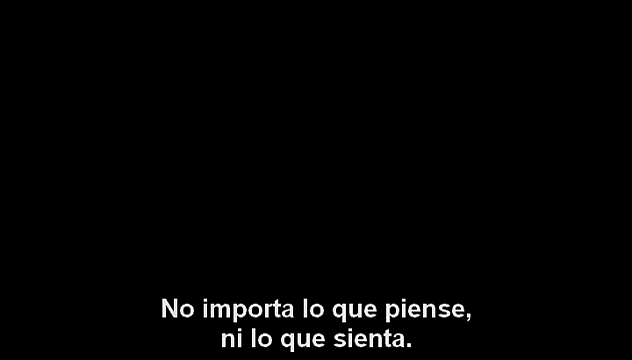 No importa lo que piense,
ni lo que sienta.